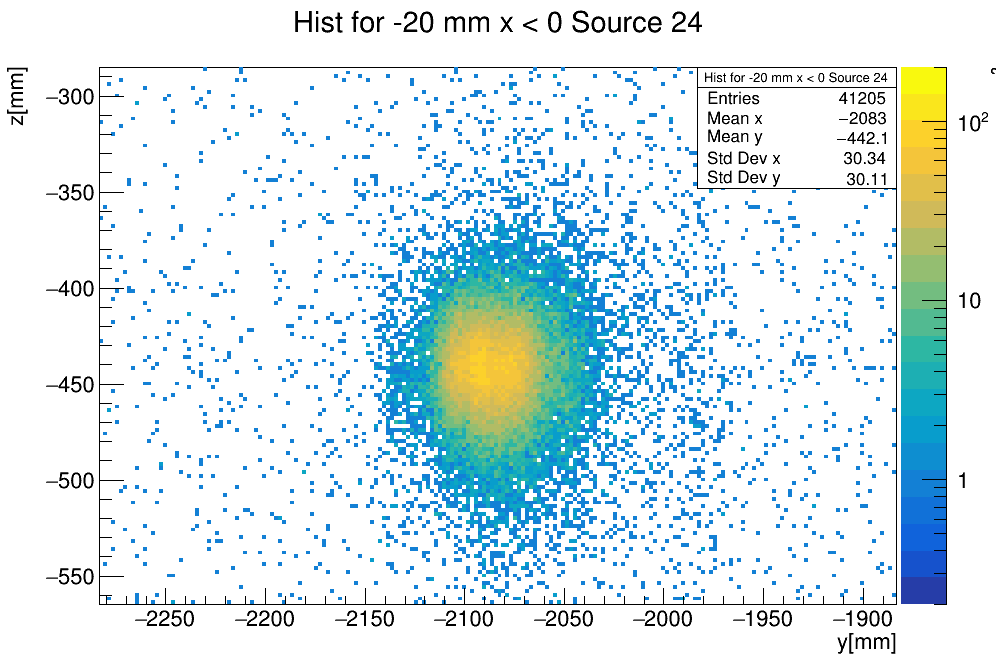 Hist for -20 mm x < 0 Source 24
z[mm]
Hist for -20 mm x < 0 Source 24
Entries 41205
Mean x −2083
Mean y −442.1
Std Dev x 30.34
Std Dev y 30.11
−300
−350
−400
−450
−500
−550
−2250 −2200 −2150 −2100 −2050 −2000 −1950 −1900
y[mm]
10²
10
1